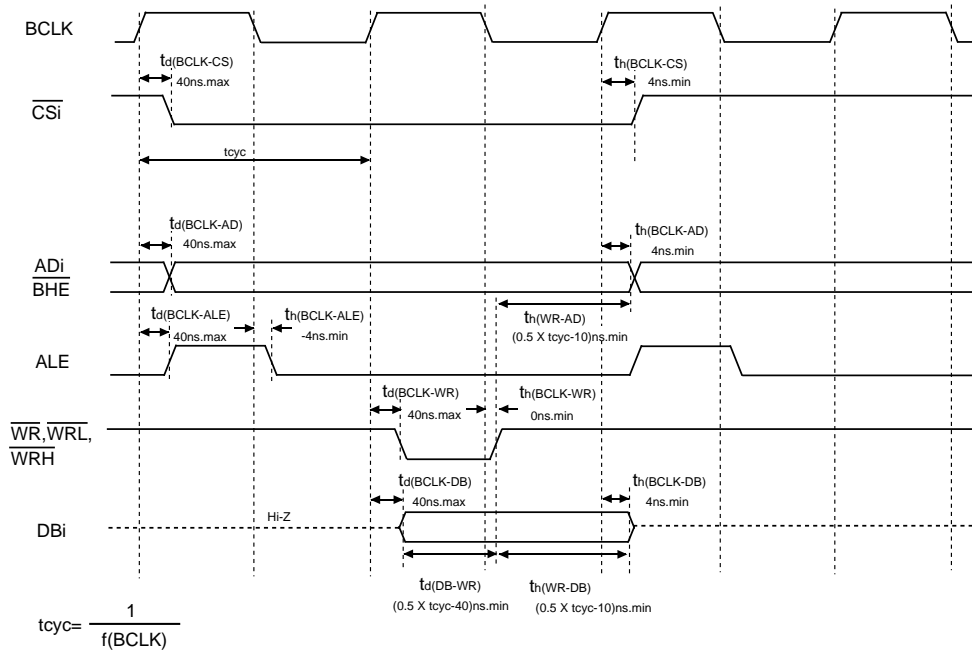 BCLK
td(BCLK-CS)
40ns.max
th(BCLK-CS)
4ns.min
CSi
tcyc
td(BCLK-AD)
40ns.max
th(BCLK-AD)
4ns.min
ADi
BHE
td(BCLK-ALE)
40ns.max
th(BCLK-ALE)
-4ns.min
th(WR-AD)
(0.5 X tcyc-10)ns.min
ALE
td(BCLK-WR)
40ns.max
th(BCLK-WR)
0ns.min
WR,WRL,
WRH
td(BCLK-DB)
40ns.max
th(BCLK-DB)
4ns.min
Hi-Z
DBi
td(DB-WR)
(0.5 X tcyc-40)ns.min
th(WR-DB)
(0.5 X tcyc-10)ns.min
tcyc= 1
f(BCLK)